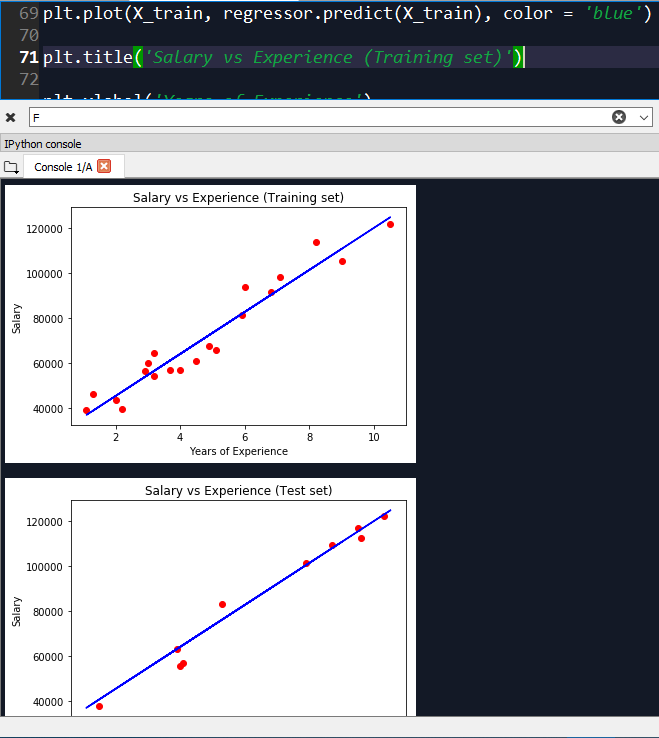 69 plt.plot(X_train, regressor.predict(X_train), color = 'blue')
70
71 plt.title('Salary vs Experience (Training set)')
72
F
IPython console
Console 1/A
Salary vs Experience (Training set)
120000
100000
80000
60000
40000
Salary
2 4 6 8 10
Years of Experience
Salary vs Experience (Test set)
120000
100000
80000
60000
40000
Salary